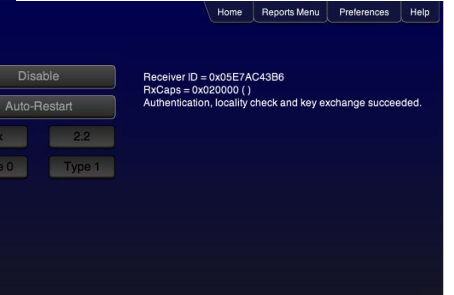 Home Reports Menu Preferences Help
Disable
Receiver ID = 0x05E7AC43B6
RxCaps = 0x020000 ( )
Auto-Restart
Authentication, locality check and key exchange succeeded.
2.2
0
Type 1